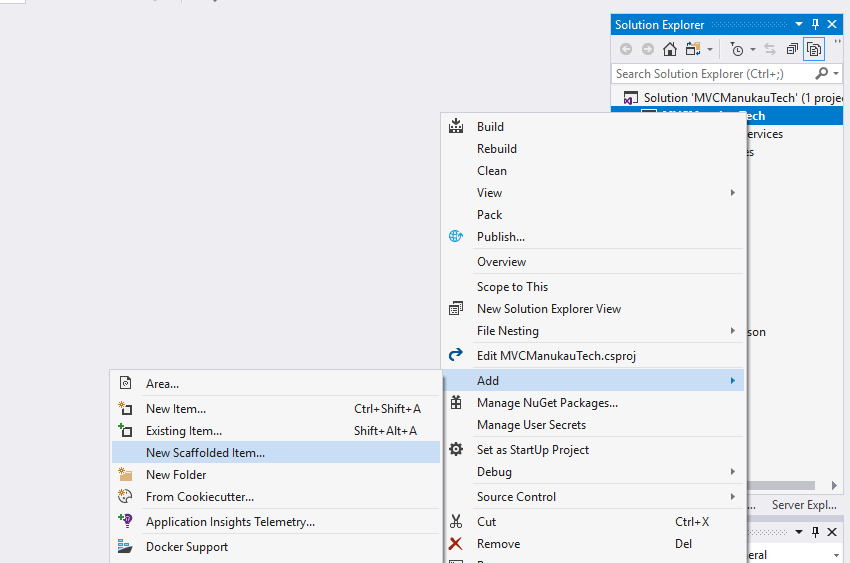 Solution Explorer
Search Solution Explorer (Ctrl+;)
Solution 'MVCManukauTech' (1 proje
Build
Rebuild
Clean
View
Pack
Publish...
Overview
Scope to This
New Solution Explorer View
File Nesting
Edit MVCManukauTech.csproj
Add
Manage NuGet Packages...
Manage User Secrets
Set as StartUp Project
Debug
Source Control
Cut Ctrl+X
Remove Del
Area...
New Item... Ctrl+Shift+A
Existing Item... Shift+Alt+A
New Scaffolded Item...
New Folder
From Cookiecutter...
Application Insights Telemetry...
Docker Support
ech
ervices
es
son
... Server Expl...
eral